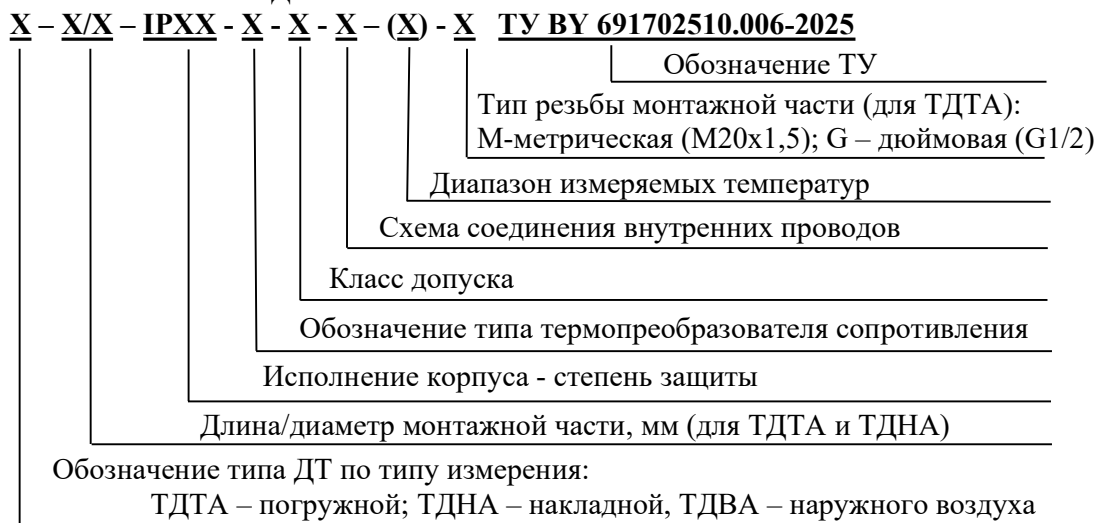 X – X/X – IPXX - X - X - X – (X) - X ТУ BY 691702510.006-2025
Обозначение ТУ
Тип резьбы монтажной части (для ТДТА):
М-метрическая (М20х1,5); G – дюймовая (G1/2)
Диапазон измеряемых температур
Схема соединения внутренних проводов
Класс допуска
Обозначение типа термопреобразователя сопротивления
Исполнение корпуса - степень защиты
Длина/диаметр монтажной части, мм (для ТДТА и ТДНА)
Обозначение типа ДТ по типу измерения:
ТДТА – погружной; ТДНА – накладной, ТДВА – наружного воздуха